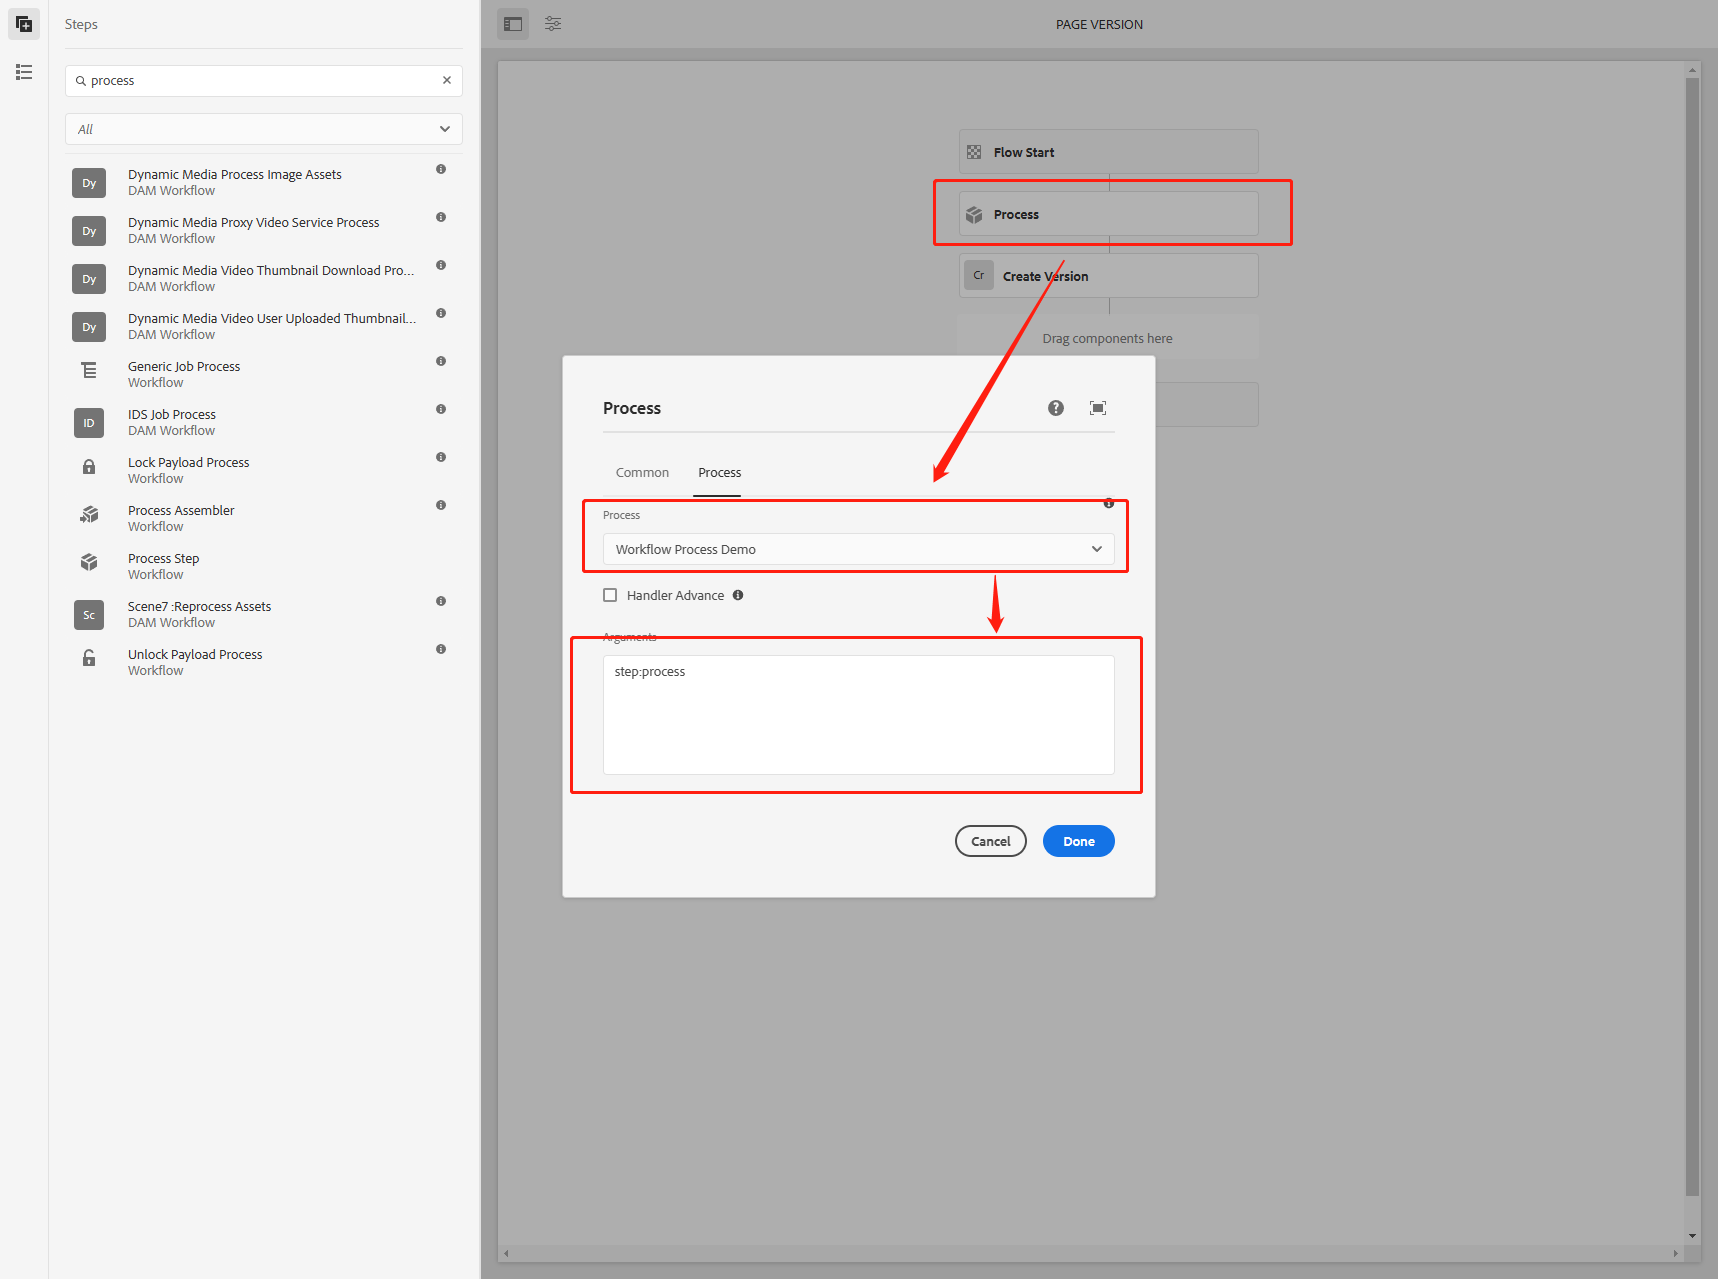 Steps
process
All
Dy
Dynamic Media Process Image Assets
DAM Workflow
Dy
Dynamic Media Proxy Video Service Process
DAM Workflow
Dy
Dynamic Media Video Thumbnail Download Pro...
DAM Workflow
Dy
Dynamic Media Video User Uploaded Thumbnail...
DAM Workflow
Generic Job Process
Workflow
ID
IDS Job Process
DAM Workflow
Lock Payload Process
Workflow
Process Assembler
Workflow
Process Step
Workflow
Sc
Scene7 :Reprocess Assets
DAM Workflow
Unlock Payload Process
Workflow
PAGE VERSION
Flow Start
Process
Cr
Create Version
Drag components here
Process
Common
Process
Process
Workflow Process Demo
Handler Advance
Arguments
step:process
Cancel
Done